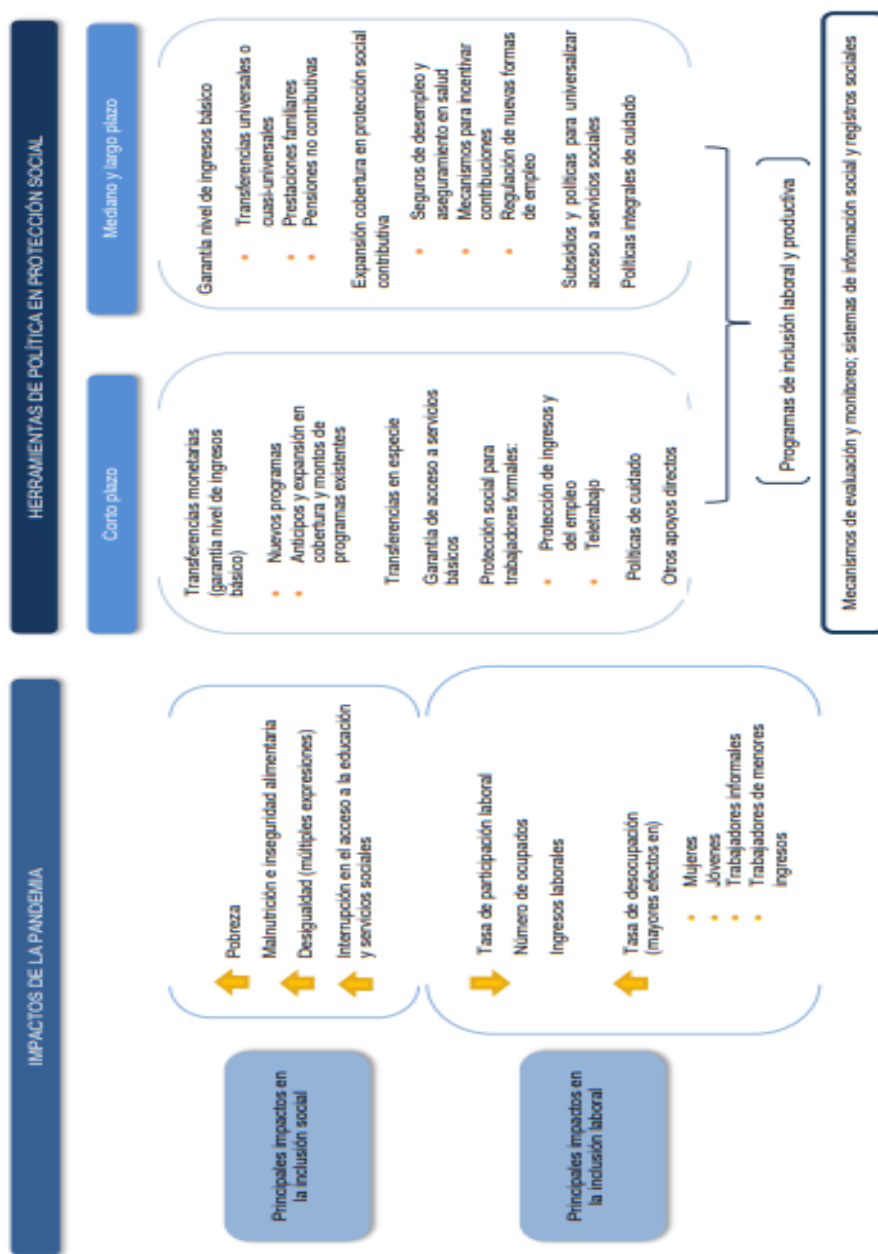 IMPACTOS DE LA PANDEMIA
Principales impactos en
la inclusión social
Pobreza
Malnutrición e inseguridad alimentaria
Desigualdad (múltiples expresiones)
Interrupción en el acceso a la educación
y servicios sociales
Principales impactos en
la inclusión laboral
Tasa de participación laboral
Número de ocupados
Ingresos laborales
Tasa de desocupación
(mayores efectos en)
• Mujeres
• Jóvenes
• Trabajadores informales
• Trabajadores de menores
ingresos
HERRAMIENTAS DE POLÍTICA EN PROTECCIÓN SOCIAL
Corto plazo
Transferencias monetarias
(garantía nivel de ingresos
básico)
• Nuevos programas
• Anticipos y expansión en
cobertura y montos de
programas existentes
Transferencias en especie
Garantía de acceso a servicios
básicos
Protección social para
trabajadores formales:
• Protección de ingresos y
del empleo
• Teletrabajo
Políticas de cuidado
Otros apoyos directos
Mediano y largo plazo
Garantía nivel de ingresos básico
• Transferencias universales o
cuasi-universales
• Prestaciones familiares
• Pensiones no contributivas
Expansión cobertura en protección social
contributiva
• Seguros de desempleo y
aseguramiento en salud
• Mecanismos para incentivar
contribuciones
• Regulación de nuevas formas
de empleo
Subsidios y políticas para universalizar
acceso a servicios sociales
Políticas integrales de cuidado
Programas de inclusión laboral y productiva
Mecanismos de evaluación y monitoreo; sistemas de información social y registros sociales